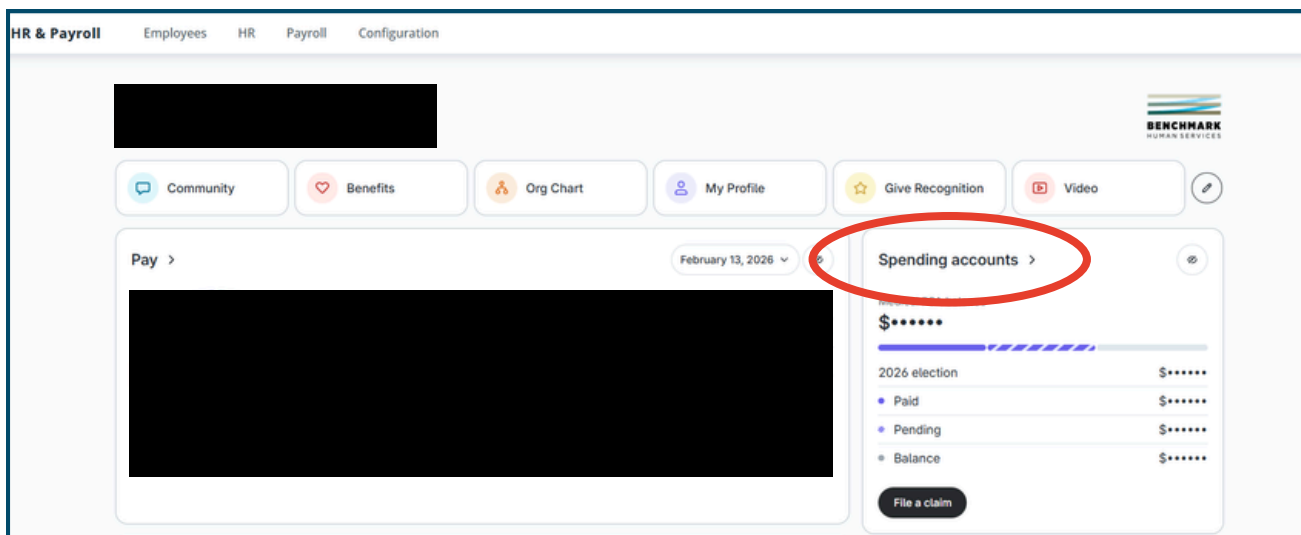 HR & Payroll Employees HR Payroll Configuration
BENCHMARK
HUMAN SERVICES
Community Benefits Org Chart My Profile Give Recognition Video
Pay > February 13, 2026
Spending accounts >
$••••••
2026 election $••••••
Paid $••••••
Pending $••••••
Balance $••••••
File a claim